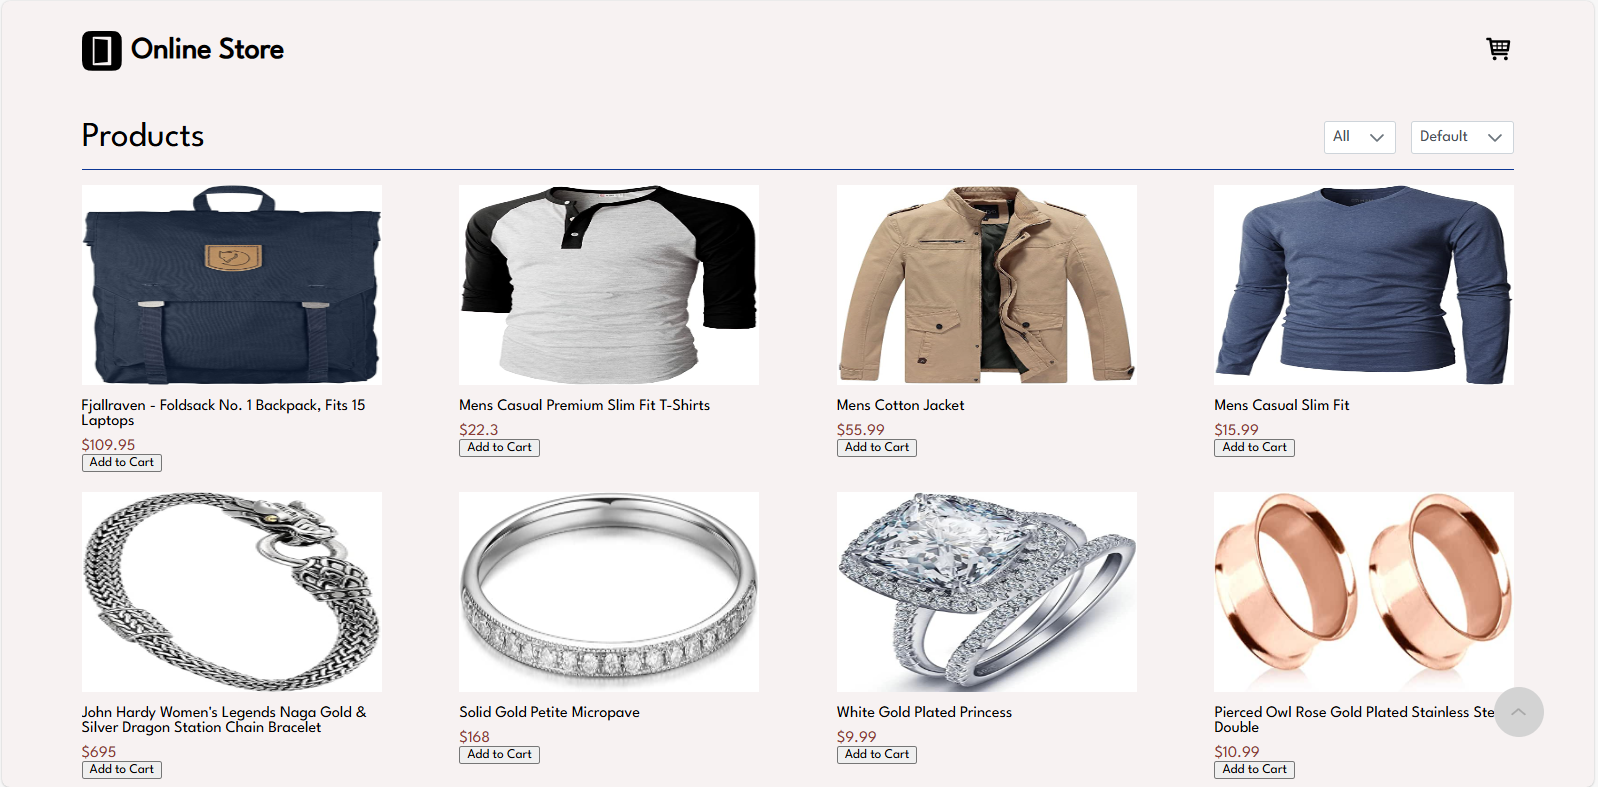 Online Store
Products
All
Default
Fjallraven - Foldsack No. 1 Backpack, Fits 15
Laptops
$109.95
Add to Cart
Mens Casual Premium Slim Fit T-Shirts
$22.3
Add to Cart
Mens Cotton Jacket
$55.99
Add to Cart
Mens Casual Slim Fit
$15.99
Add to Cart
John Hardy Women's Legends Naga Gold &
Silver Dragon Station Chain Bracelet
$695
Add to Cart
Solid Gold Petite Micropave
$168
Add to Cart
White Gold Plated Princess
$9.99
Add to Cart
Pierced Owl Rose Gold Plated Stainless Ste
Double
$10.99
Add to Cart